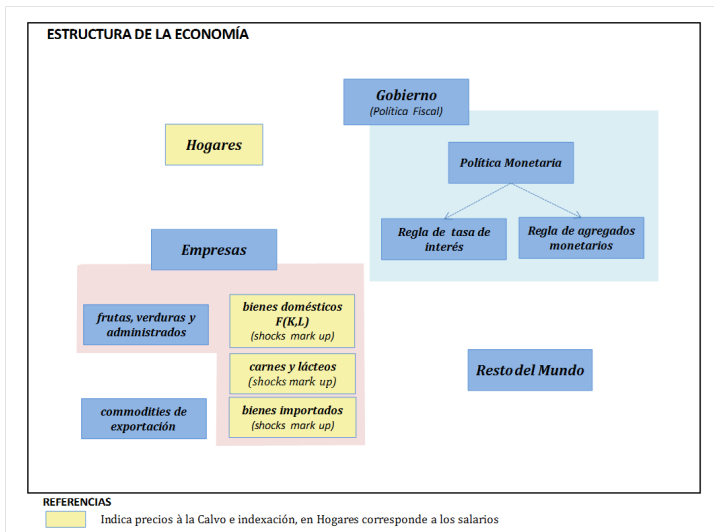 ESTRUCTURA DE LA ECONOMÍA
Gobierno
(Política Fiscal)
Hogares
Política Monetaria
Regla de tasa de
interés
Regla de agregados
monetarios
Empresas
frutas, verduras y
administrados
bienes domésticos
F(K,L)
(shocks mark up)
carnes y lácteos
(shocks mark up)
Resto del Mundo
commodities de
exportación
bienes importados
(shocks mark up)
REFERENCIAS
Indica precios à la Calvo e indexación, en Hogares corresponde a los salarios